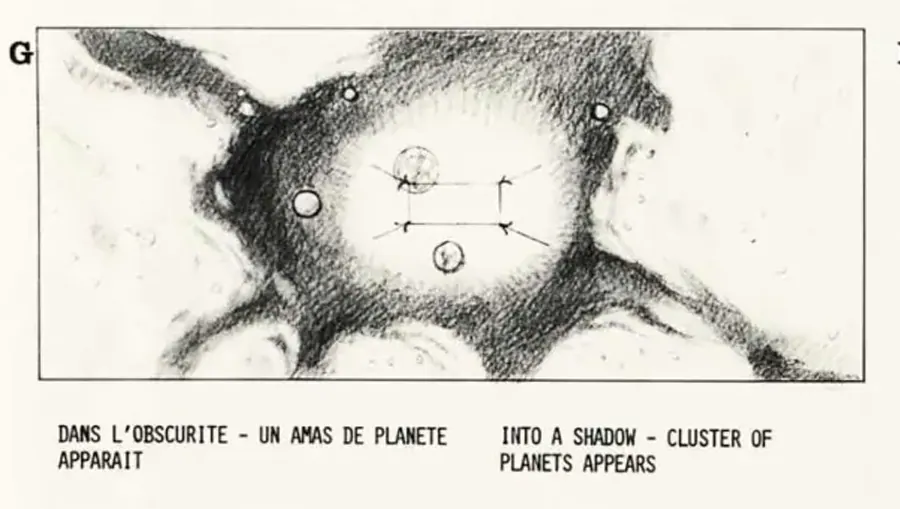 G
DANS L'OBSCURITE - UN AMAS DE PLANETE
APPARAIT
INTO A SHADOW - CLUSTER OF
PLANETS APPEARS